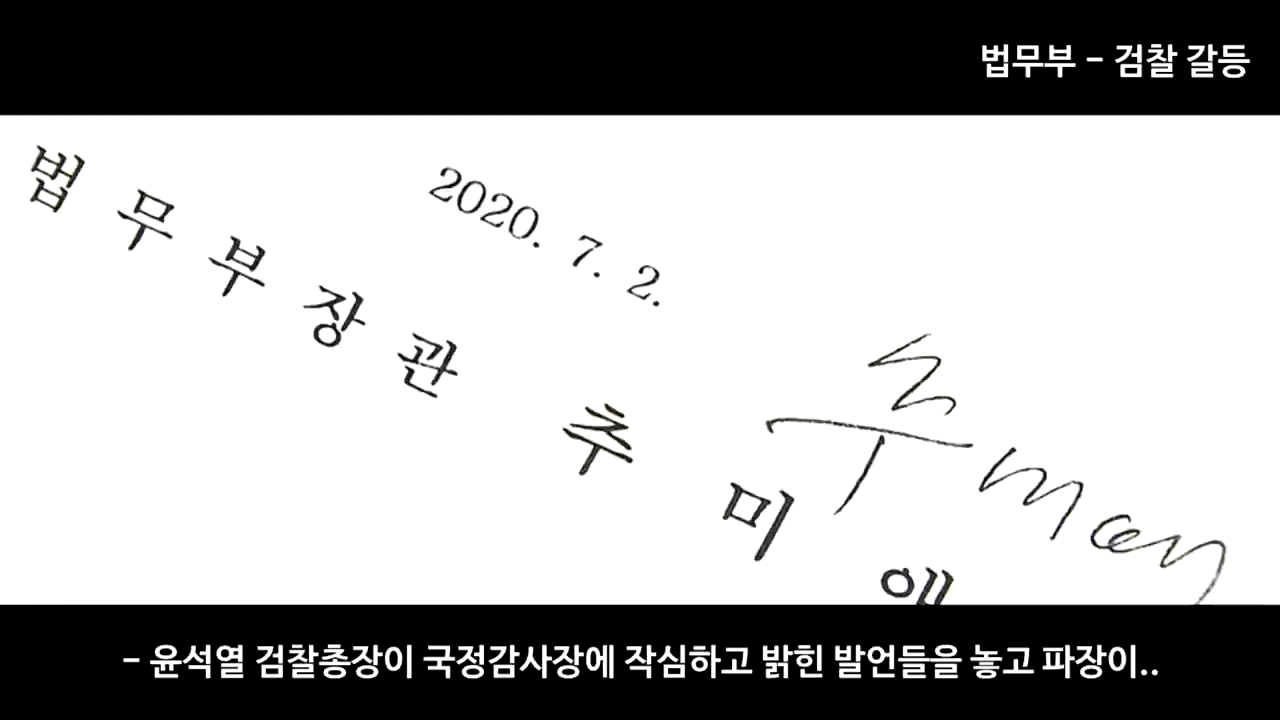 법무부 - 검찰 갈등
2020. 7. 2.
법 무 부 장 관 추 미 애
- 윤석열 검찰총장이 국정감사장에 작심하고 밝힌 발언들을 놓고 파장이..